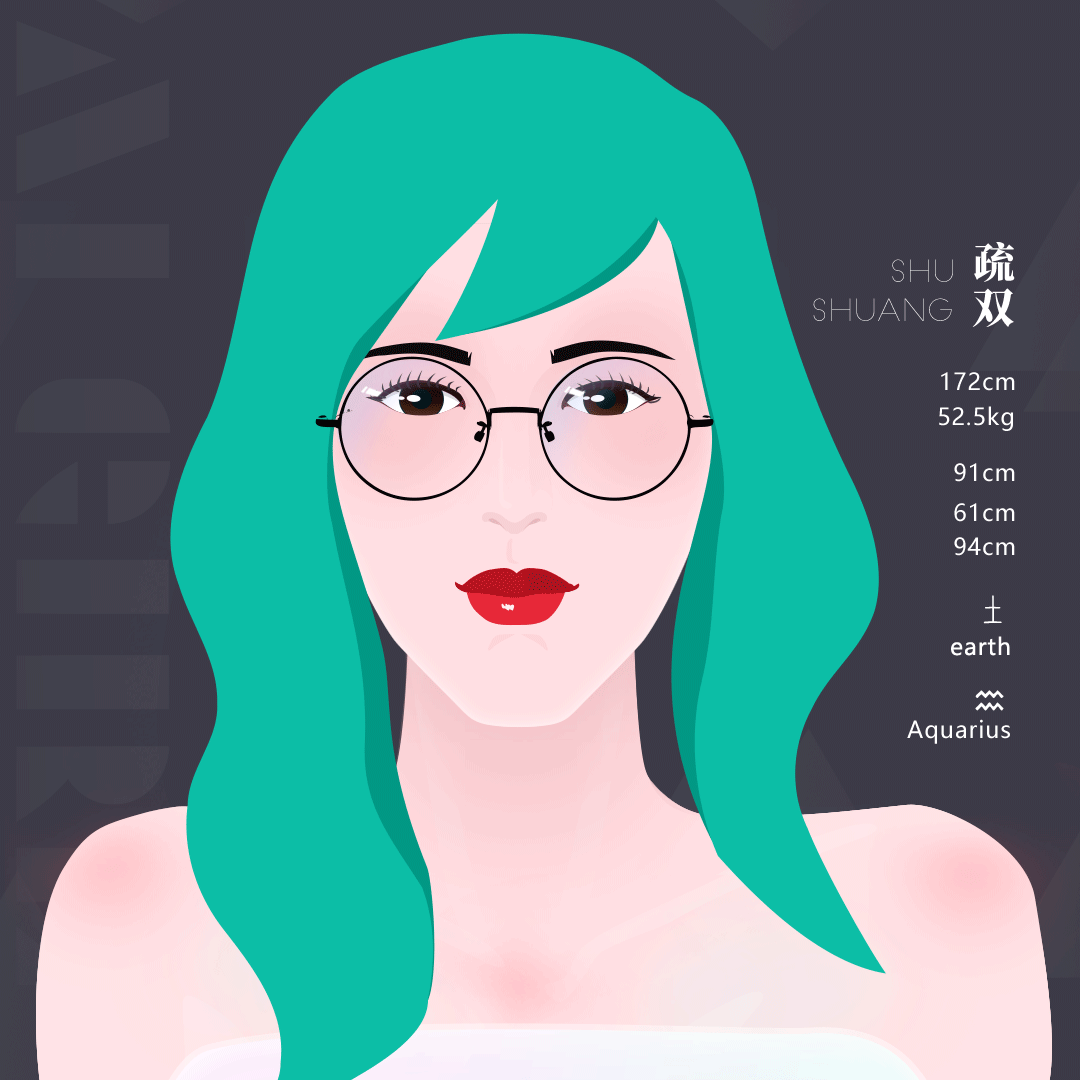 SHU
SHUANG
疏
双
172cm
52.5kg
91cm
61cm
94cm
土
earth
♒
Aquarius